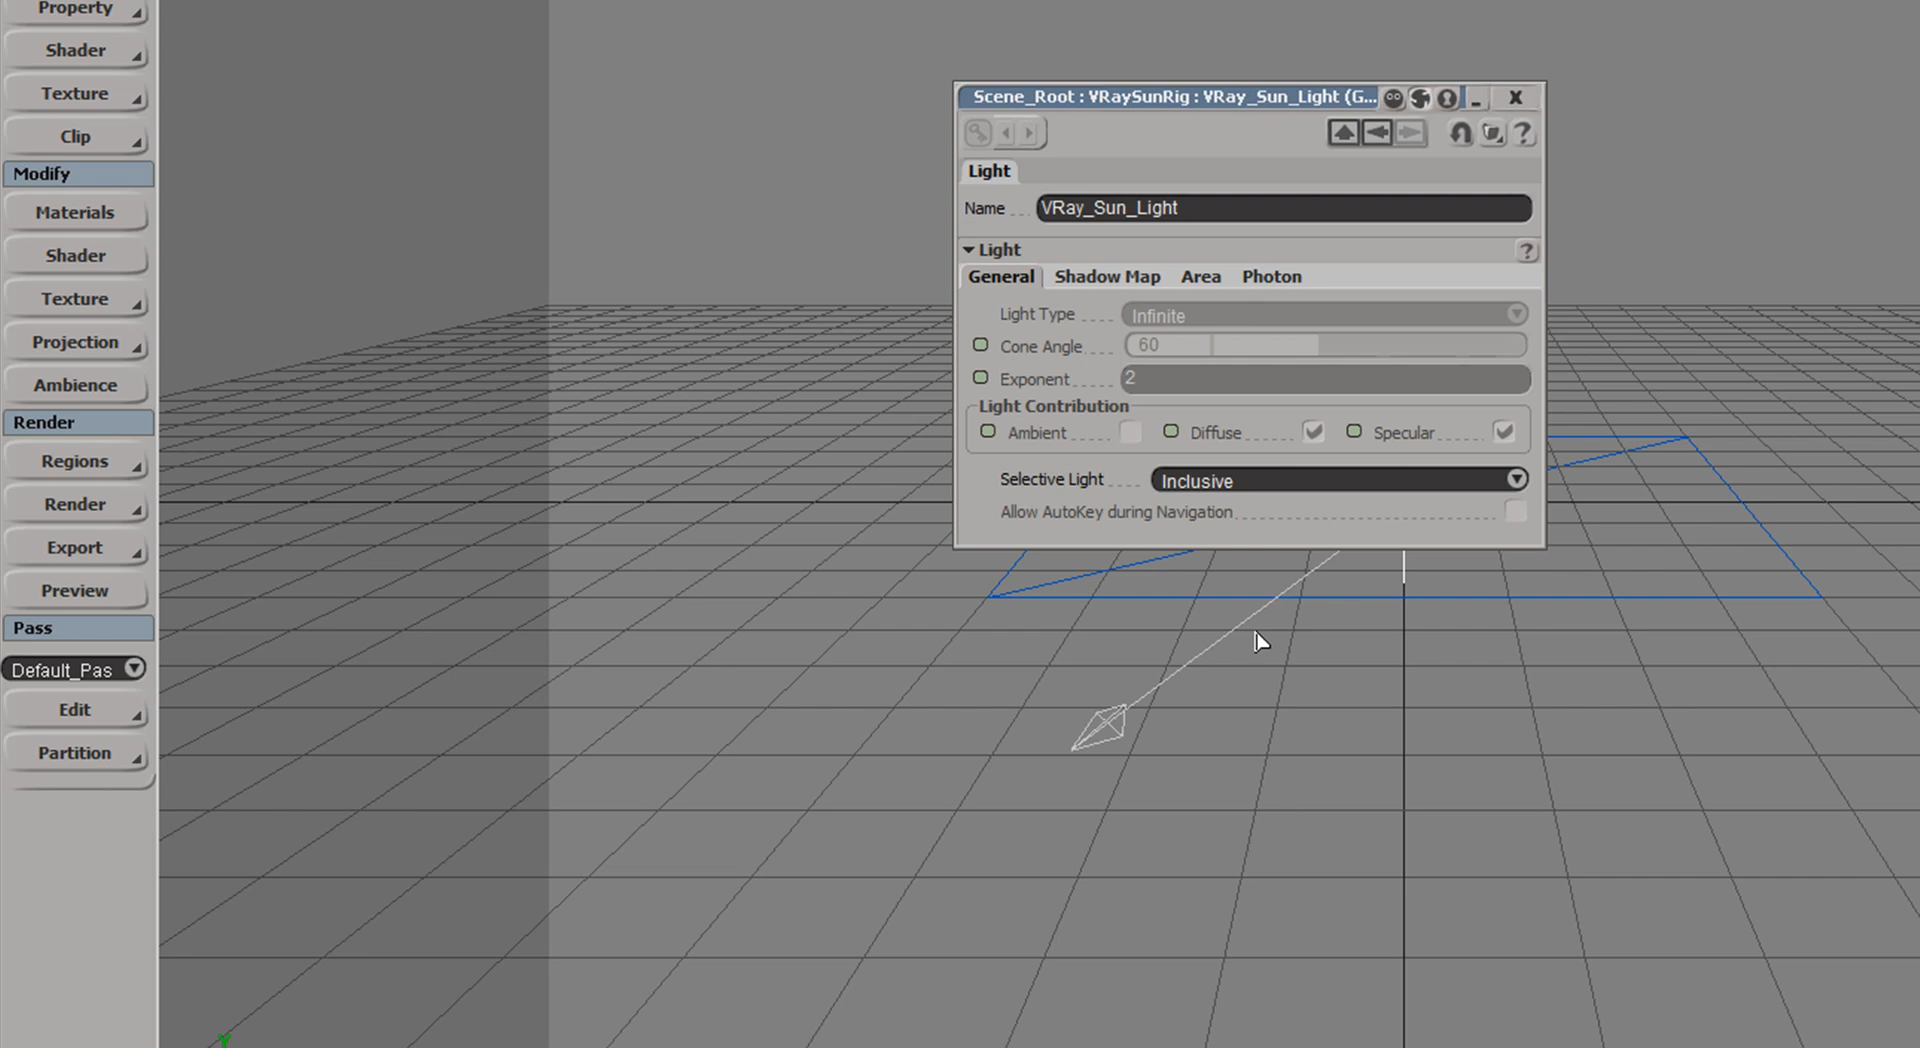 Property
Shader
Texture
Clip
Modify
Materials
Shader
Texture
Projection
Ambience
Render
Regions
Render
Export
Preview
Pass
Default_Pas
Edit
Partition
Scene_Root : VRaySunRig : VRay_Sun_Light (G...
Light
Name VRay_Sun_Light
Light
General Shadow Map Area Photon
Light Type Infinite
Cone Angle 60
Exponent 2
Light Contribution
Ambient Diffuse Specular
Selective Light Inclusive
Allow AutoKey during Navigation
Y